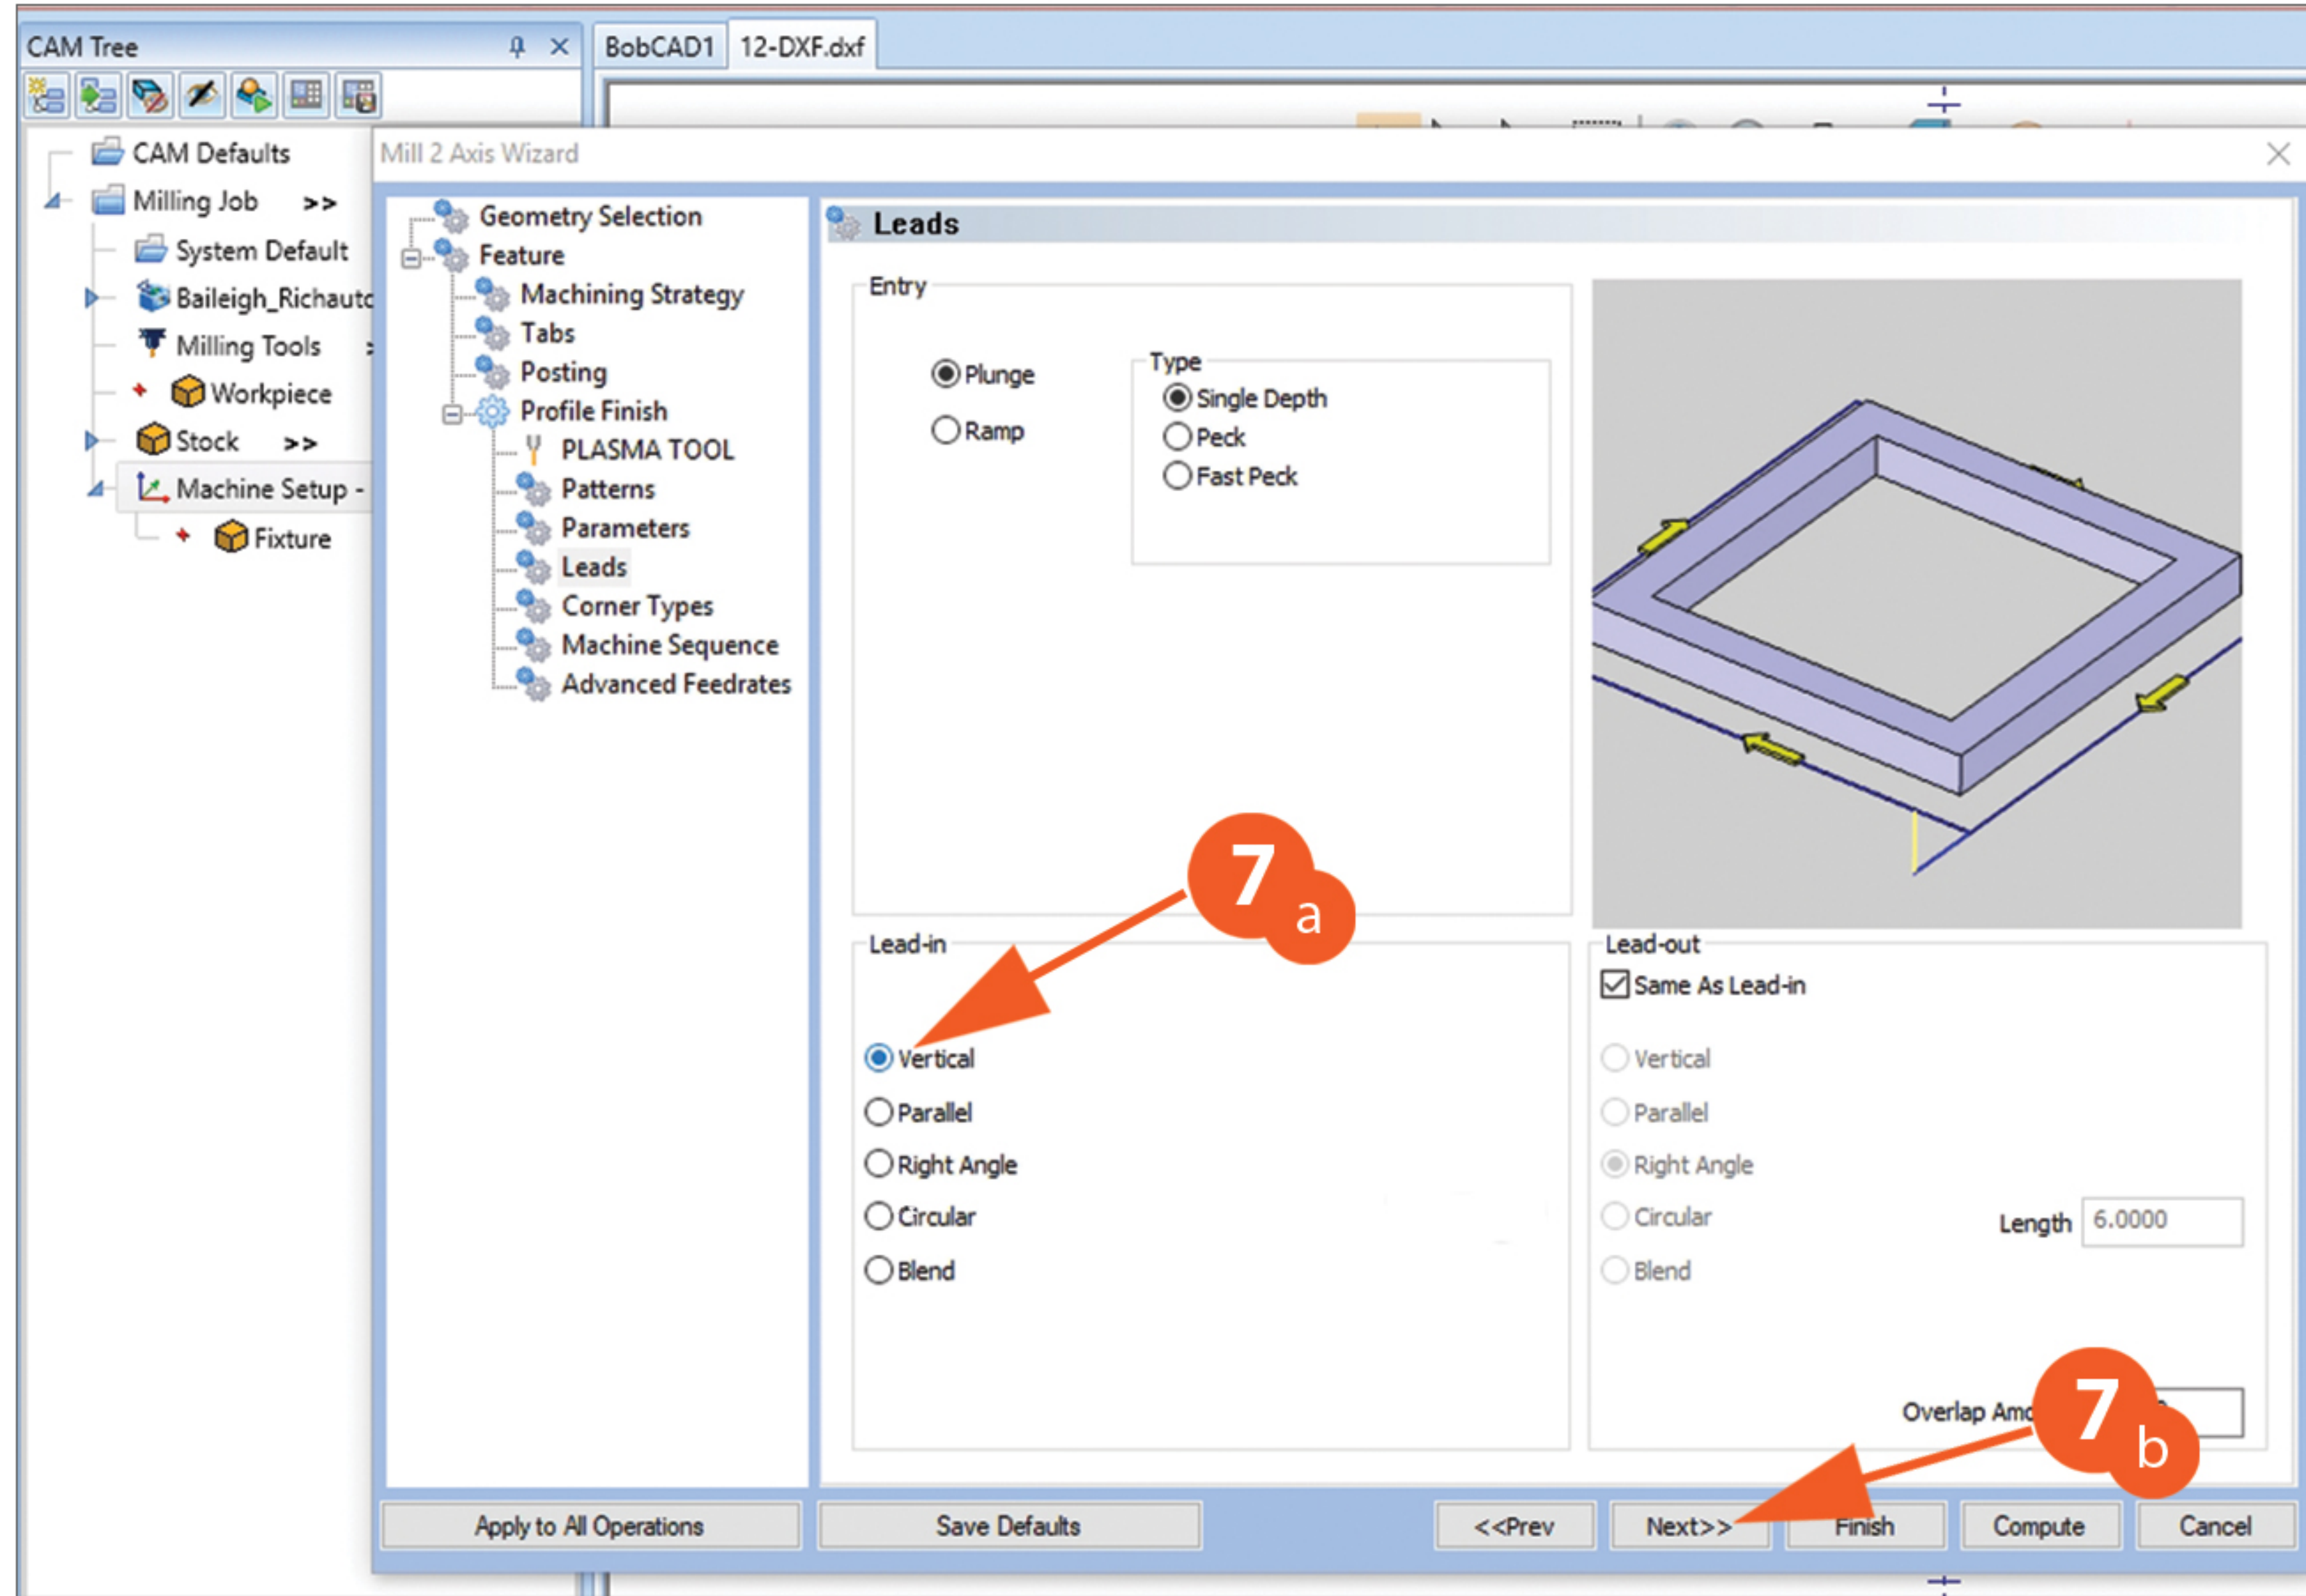 CAM Tree
BobCAD1
12-DXF.dxf
CAM Defaults
Milling Job >>
System Default
Baileigh_Richauto
Milling Tools
Workpiece
Stock >>
Machine Setup -
Fixture
Mill 2 Axis Wizard
Geometry Selection
Feature
Machining Strategy
Tabs
Posting
Profile Finish
PLASMA TOOL
Patterns
Parameters
Leads
Corner Types
Machine Sequence
Advanced Feedrates
Leads
Entry
Plunge
Ramp
Type
Single Depth
Peck
Fast Peck
7
a
Lead-in
Vertical
Parallel
Right Angle
Circular
Blend
Lead-out
Same As Lead-in
Vertical
Parallel
Right Angle
Circular
Blend
Length 6.0000
Overlap
7
b
Apply to All Operations
Save Defaults
<<Prev
Next>>
Finish
Compute
Cancel